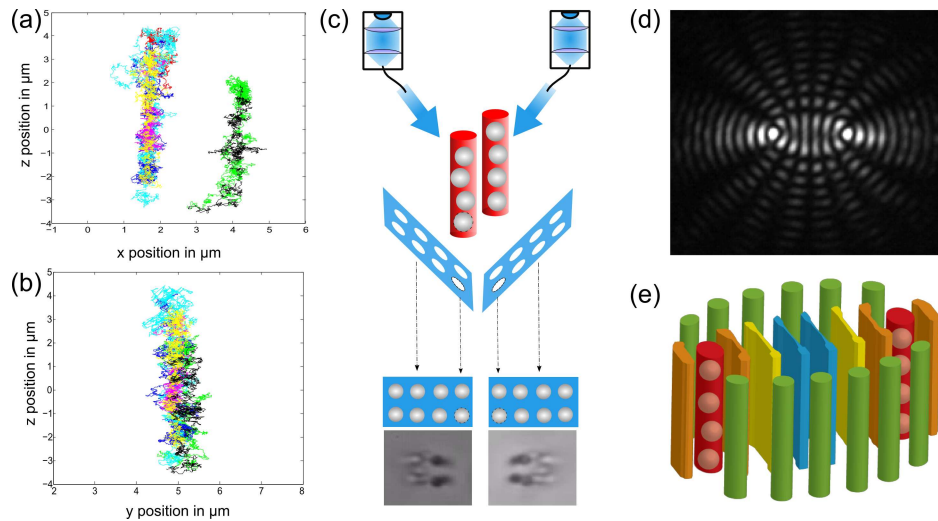 (a)
5
4
3
2
1
0
−1
−2
−3
−4
−1 0 1 2 3 4 5 6
z position in μm
x position in μm
(b)
5
4
3
2
1
0
−1
−2
−3
−4
2 3 4 5 6 7 8
z position in μm
y position in μm
(c)
(d)
(e)